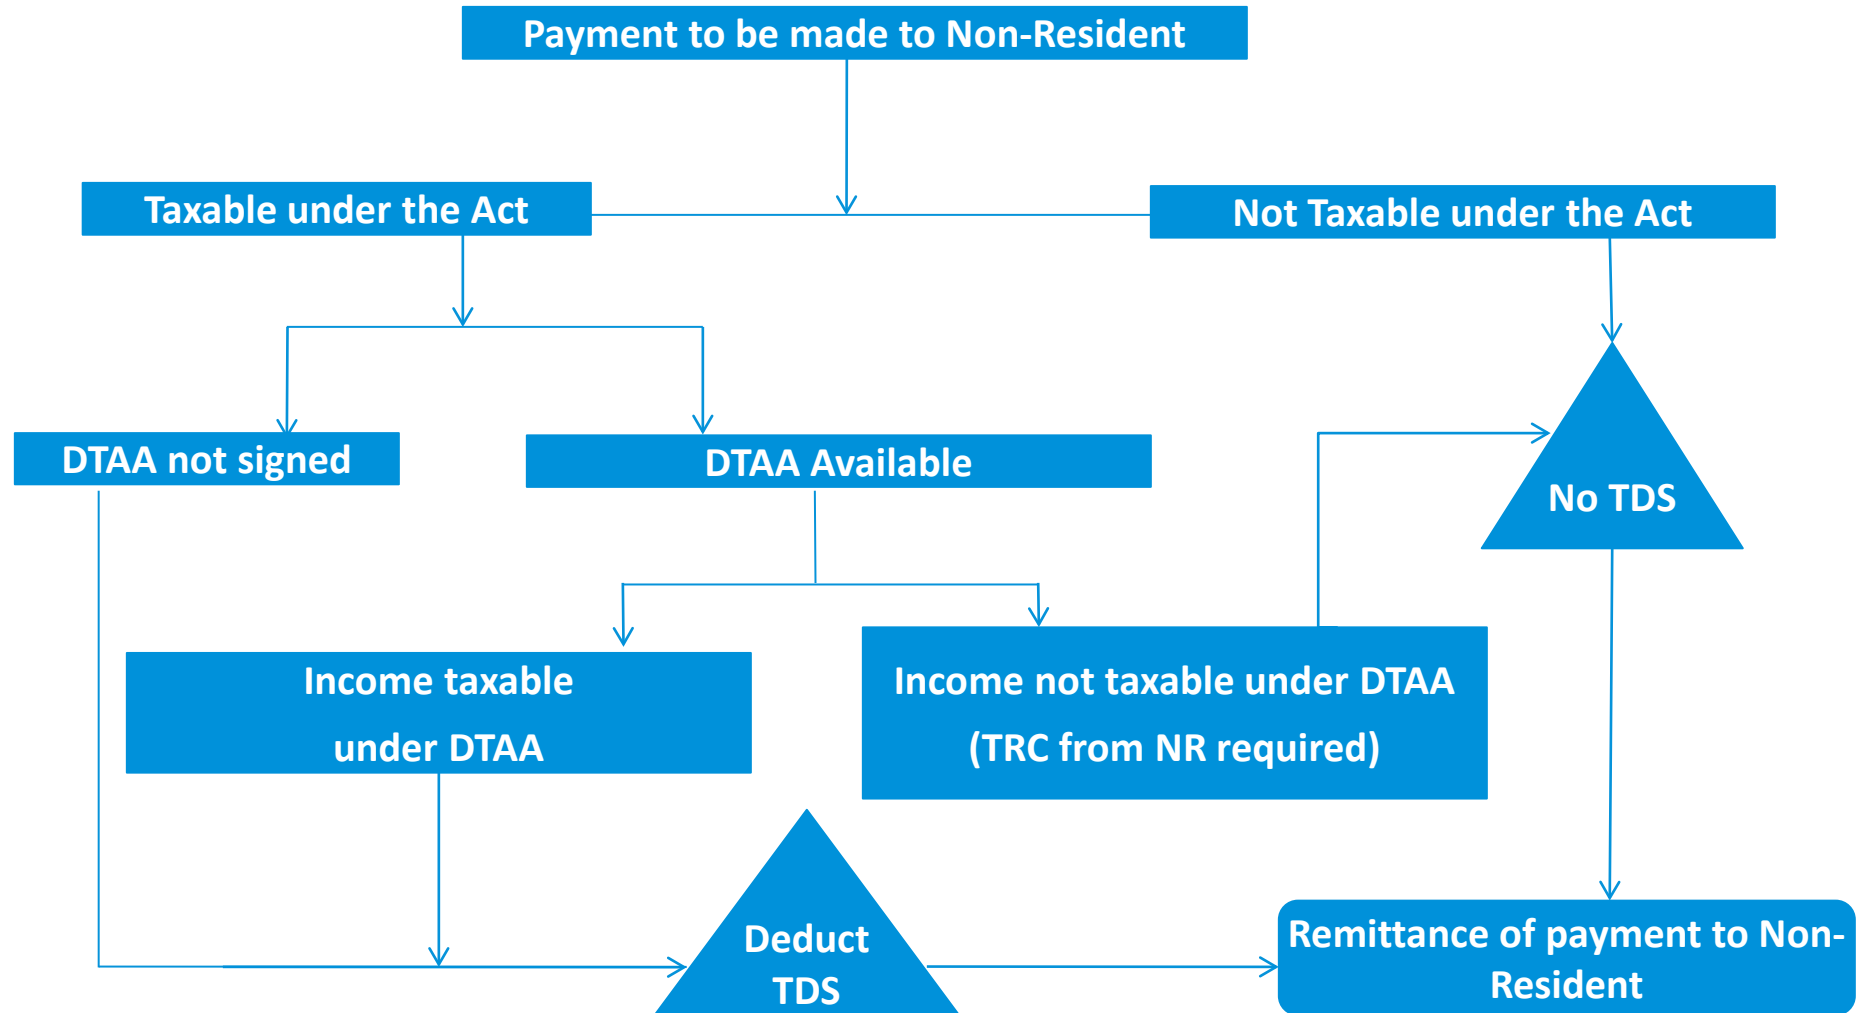 Payment to be made to Non-Resident
Taxable under the Act
Not Taxable under the Act
DTAA not signed
DTAA Available
No TDS
Income taxable
under DTAA
Income not taxable under DTAA
(TRC from NR required)
Deduct
TDS
Remittance of payment to Non-
Resident